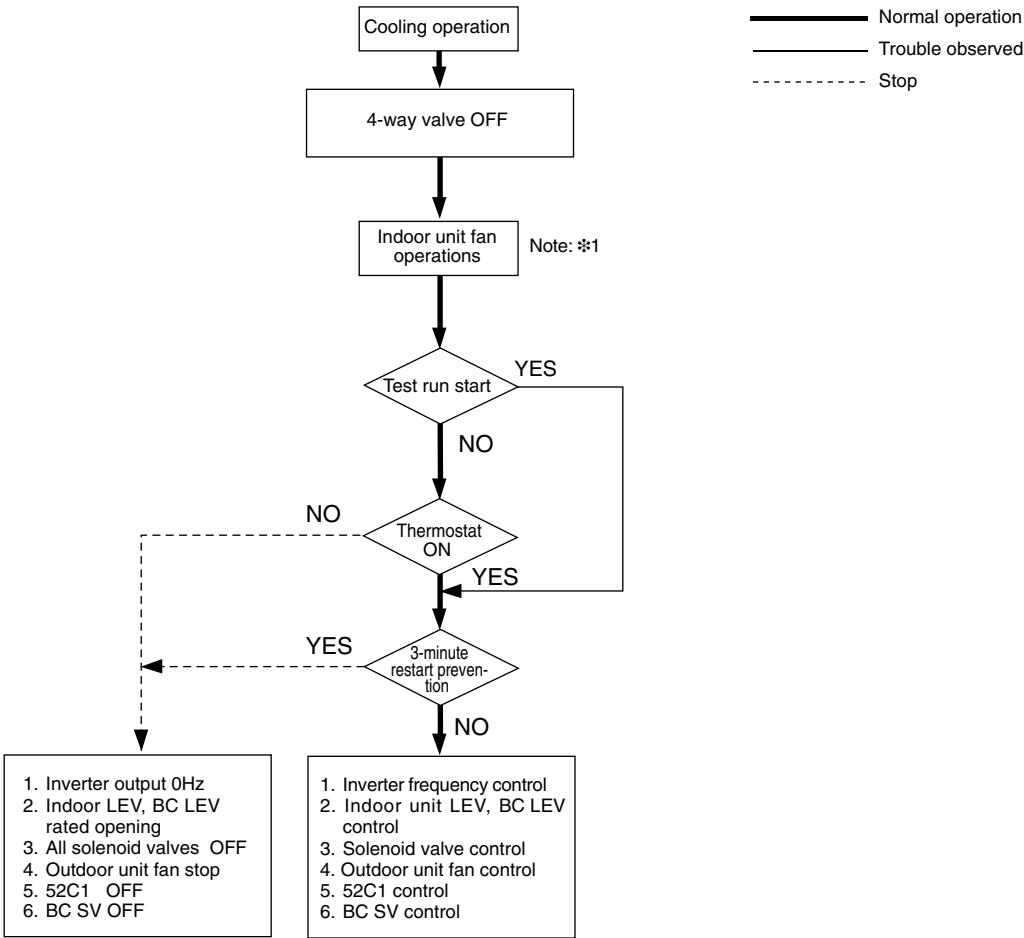 Cooling operation
Normal operation
Trouble observed
Stop
4-way valve OFF
Indoor unit fan
operations
Note: ✻1
Test run start
YES
NO
NO
Thermostat
ON
YES
YES
3-minute
restart preven-
tion
NO
1. Inverter output 0Hz
2. Indoor LEV, BC LEV
rated opening
3. All solenoid valves OFF
4. Outdoor unit fan stop
5. 52C1 OFF
6. BC SV OFF
1. Inverter frequency control
2. Indoor unit LEV, BC LEV
control
3. Solenoid valve control
4. Outdoor unit fan control
5. 52C1 control
6. BC SV control